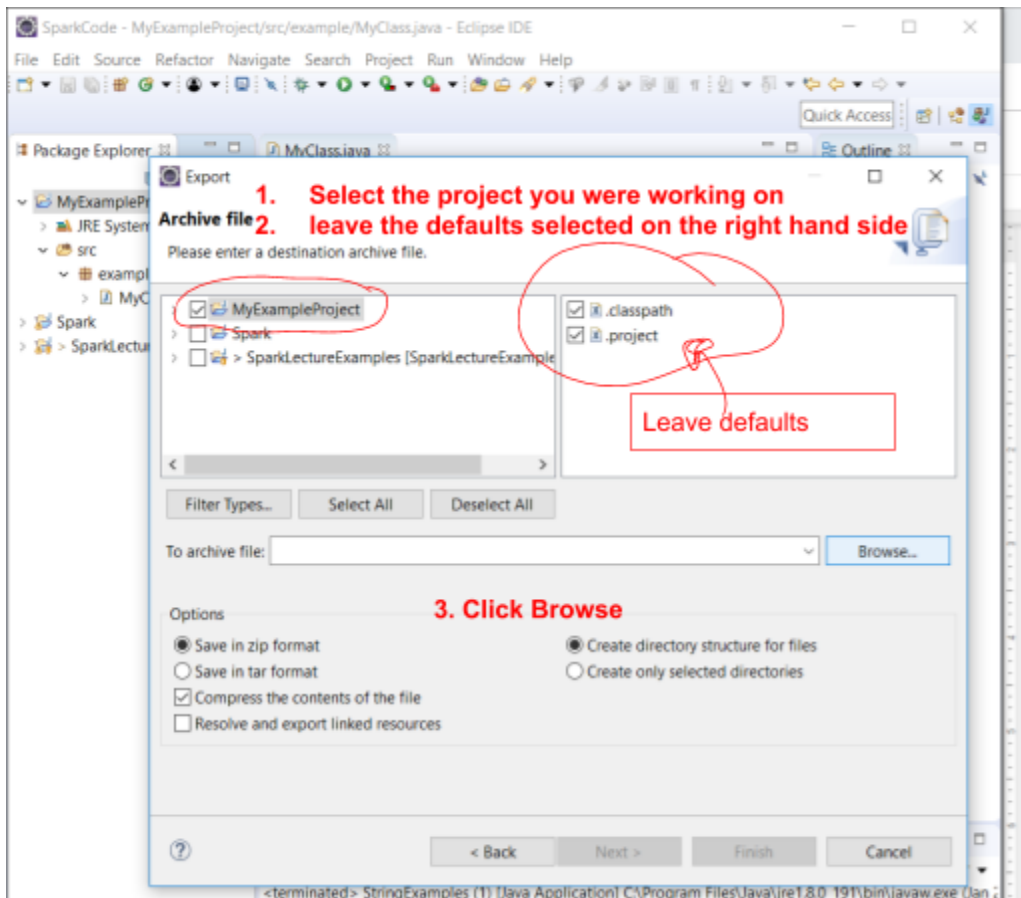 SparkCode - MyExampleProject/src/example/MyClass.java - Eclipse IDE
File Edit Source Refactor Navigate Search Project Run Window Help
Quick Access
Package Explorer
MyClass.java
Outline
MyExamplePr
JRE System
src
exampl
MyC
Spark
> SparkLectur
Export
1. Select the project you were working on
Archive file
2. leave the defaults selected on the right hand side
Please enter a destination archive file.
MyExampleProject
Spark
> SparkLectureExamples [SparkLectureExample
.classpath
.project
Leave defaults
Filter Types...
Select All
Deselect All
To archive file:
Browse...
3. Click Browse
Options
Save in zip format
Create directory structure for files
Save in tar format
Create only selected directories
Compress the contents of the file
Resolve and export linked resources
< Back
Next >
Finish
Cancel
<terminated> StringExamples (1) [Java Application] C:\Program Files\Java\jre1.8.0_191\bin\javaw.exe (Jan